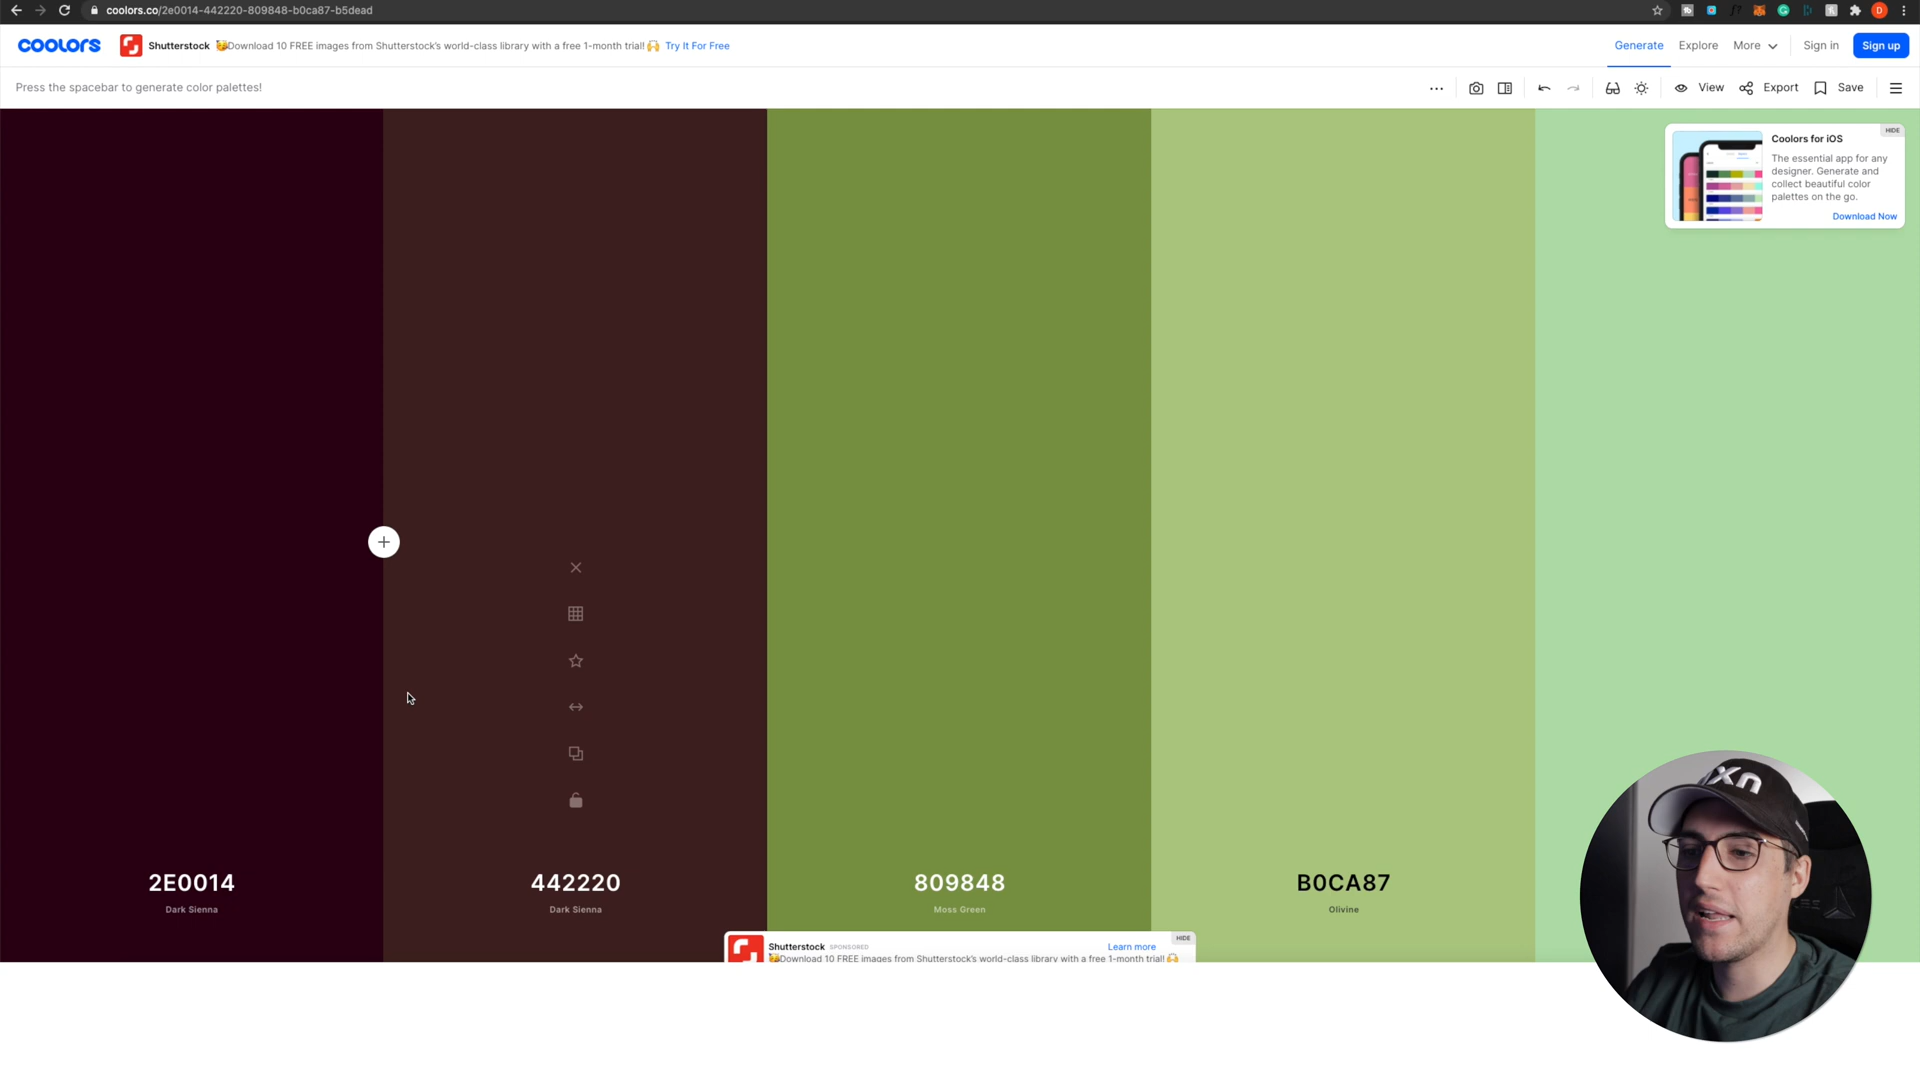 coolors.co/2e0014-442220-809848-b0ca87-b5dead
D
coolors
Shutterstock 🥳Download 10 FREE images from Shutterstock's world-class library with a free 1-month trial! 🙌 Try It For Free
Generate
Explore
More
Sign in
Sign up
Press the spacebar to generate color palettes!
View
Export
Save
HIDE
Coolors for iOS
The essential app for any
designer. Generate and
collect beautiful color
palettes on the go.
Download Now
2E0014
Dark Sienna
442220
Dark Sienna
809848
Moss Green
B0CA87
Olivine
Shutterstock SPONSORED
Learn more
HIDE
🥳Download 10 FREE images from Shutterstock's world-class library with a free 1-month trial! 🙌